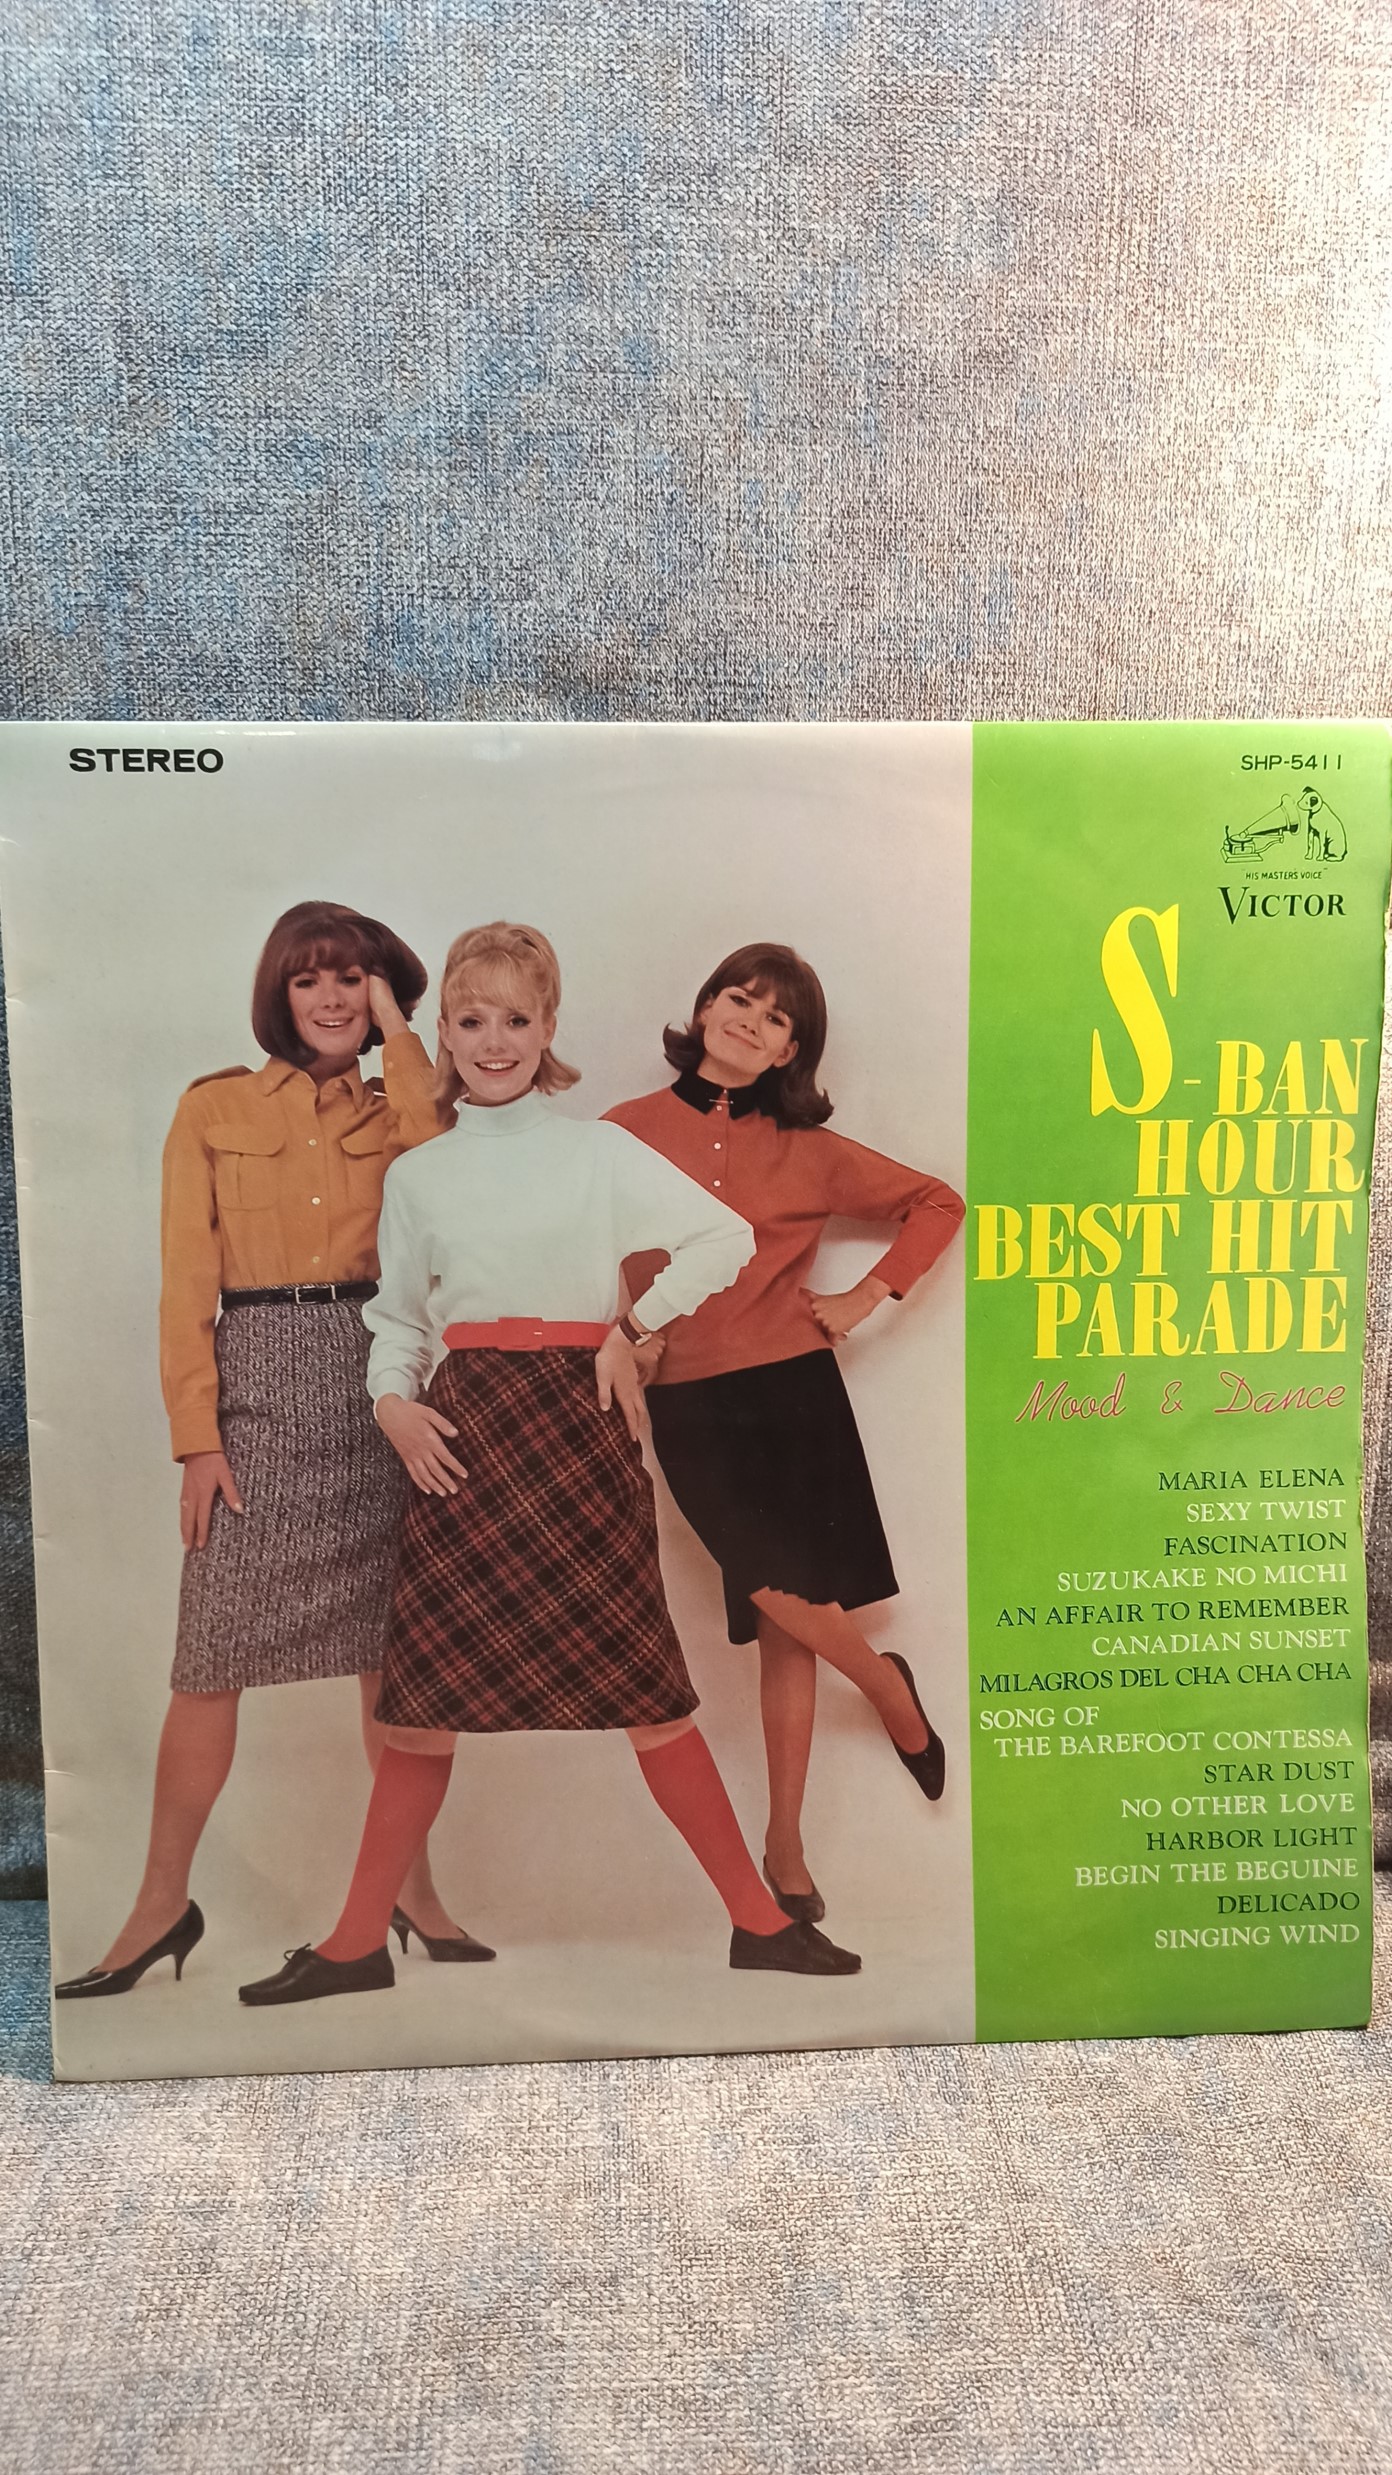 STEREO
SHP-5411
"HIS MASTERS VOICE"
VICTOR
S-BAN
HOUR
BEST HIT
PARADE
Mood & Dance
MARIA ELENA
SEXY TWIST
FASCINATION
SUZUKAKE NO MICHI
AN AFFAIR TO REMEMBER
CANADIAN SUNSET
MILAGROS DEL CHA CHA CHA
SONG OF
THE BAREFOOT CONTESSA
STAR DUST
NO OTHER LOVE
HARBOR LIGHT
BEGIN THE BEGUINE
DELICADO
SINGING WIND